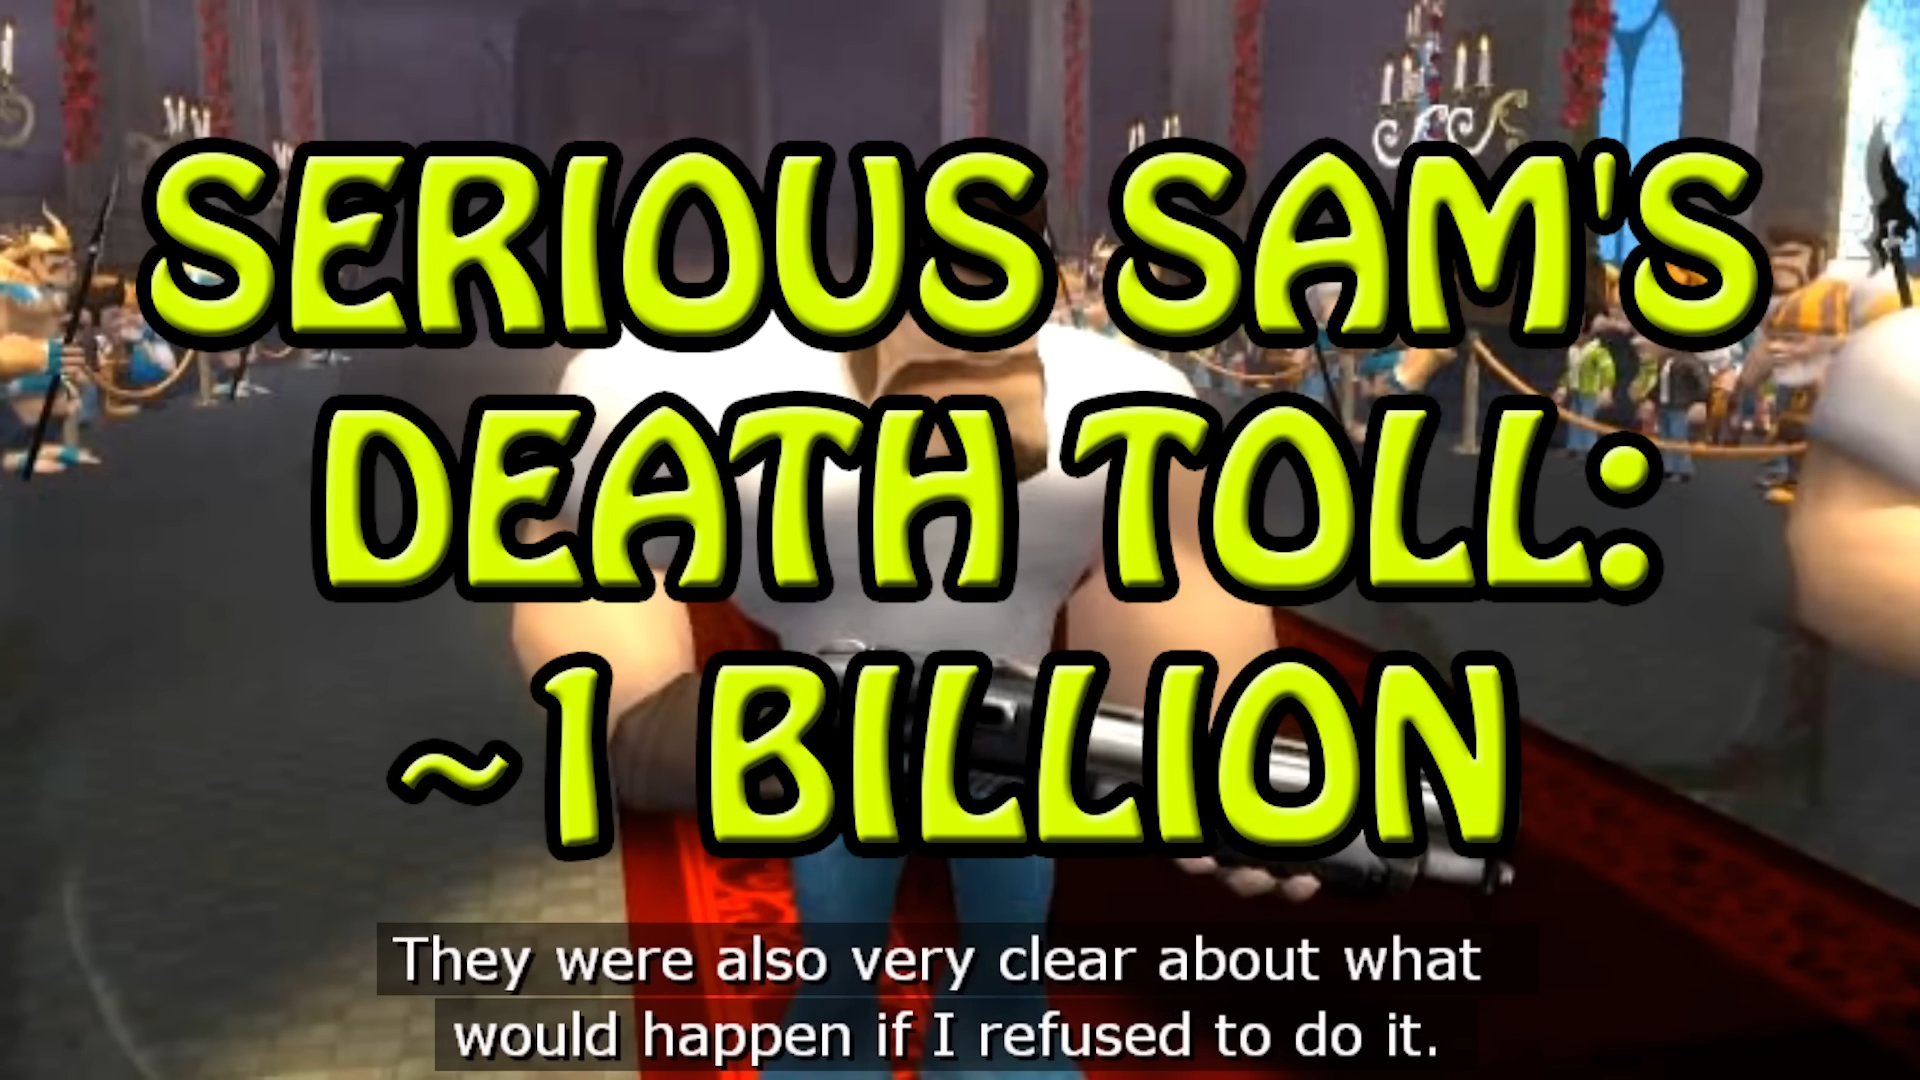 SERIOUS SAM'S
DEATH TOLL:
~1 BILLION
They were also very clear about what
would happen if I refused to do it.